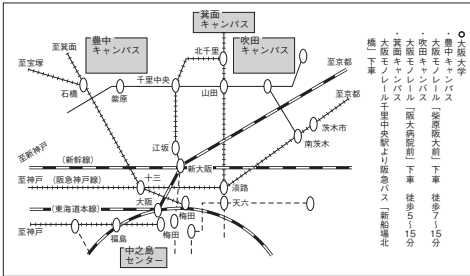 ○大阪大学
・豊中キャンパス
大阪モノレール「柴原阪大前」下車 徒歩7~15分
・吹田キャンパス
大阪モノレール「阪大病院前」下車 徒歩5~15分
・箕面キャンパス
大阪モノレール千里中央駅より阪急バス「新船場北
橋」下車
箕面
キャンパス
豊中
キャンパス
吹田
キャンパス
至箕面
至宝塚
北千里
千里中央
石橋
柴原
山田
至京都
至京都
茨木市
南茨木
江坂
至新神戸
(新幹線)
新大阪
至神戸
(阪急神戸線)
十三
淡路
大阪
天六
(東海道本線)
梅田
至神戸
福島
梅田
中之島
センター